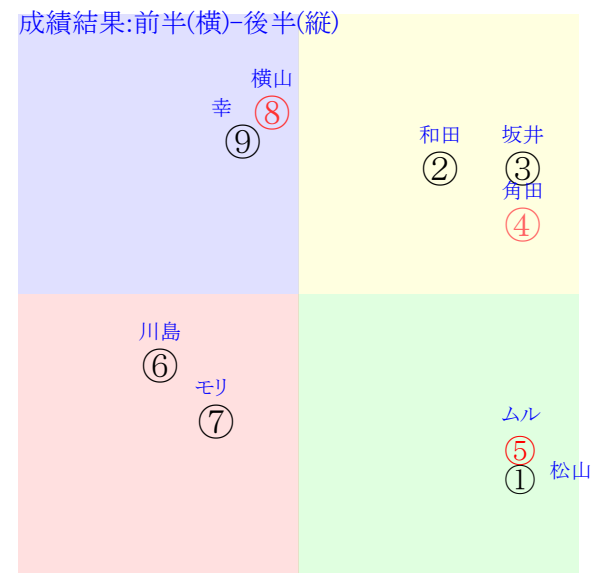 成績結果:前半(横)-後半(縦)
横山
幸
⑧
⑨
和田
坂井
②
③
角田
④
川島
⑥
モリ
⑦
ムル
⑤
①
松山